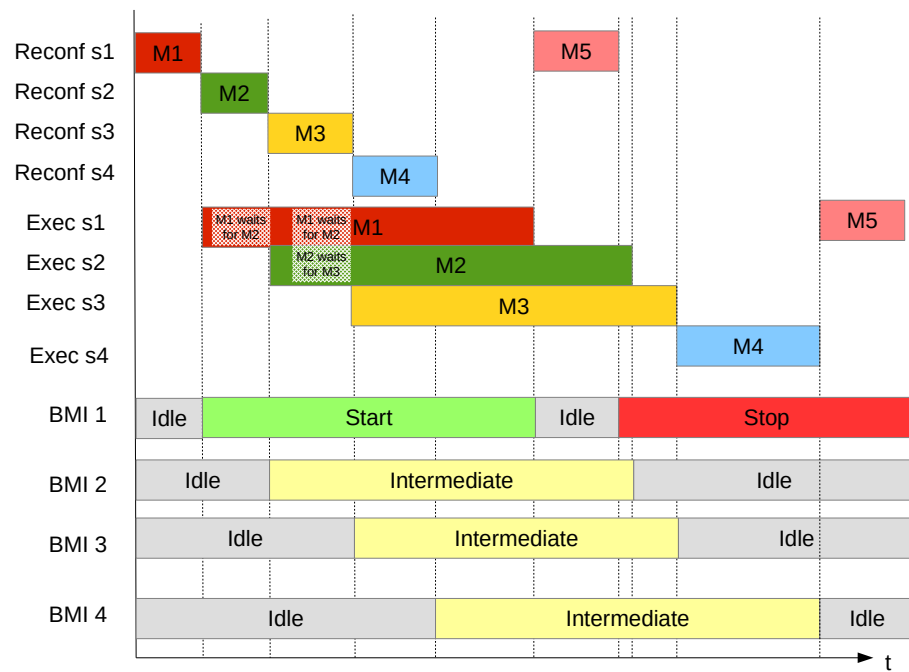 Reconf s1
M1
M5
Reconf s2
M2
Reconf s3
M3
Reconf s4
M4
Exec s1
M1 waits
for M2
M1 waits
for M2
M1
M5
Exec s2
M2 waits
for M3
M2
Exec s3
M3
Exec s4
M4
BMI 1
Idle
Start
Idle
Stop
BMI 2
Idle
Intermediate
Idle
BMI 3
Idle
Intermediate
Idle
BMI 4
Idle
Intermediate
Idle
t